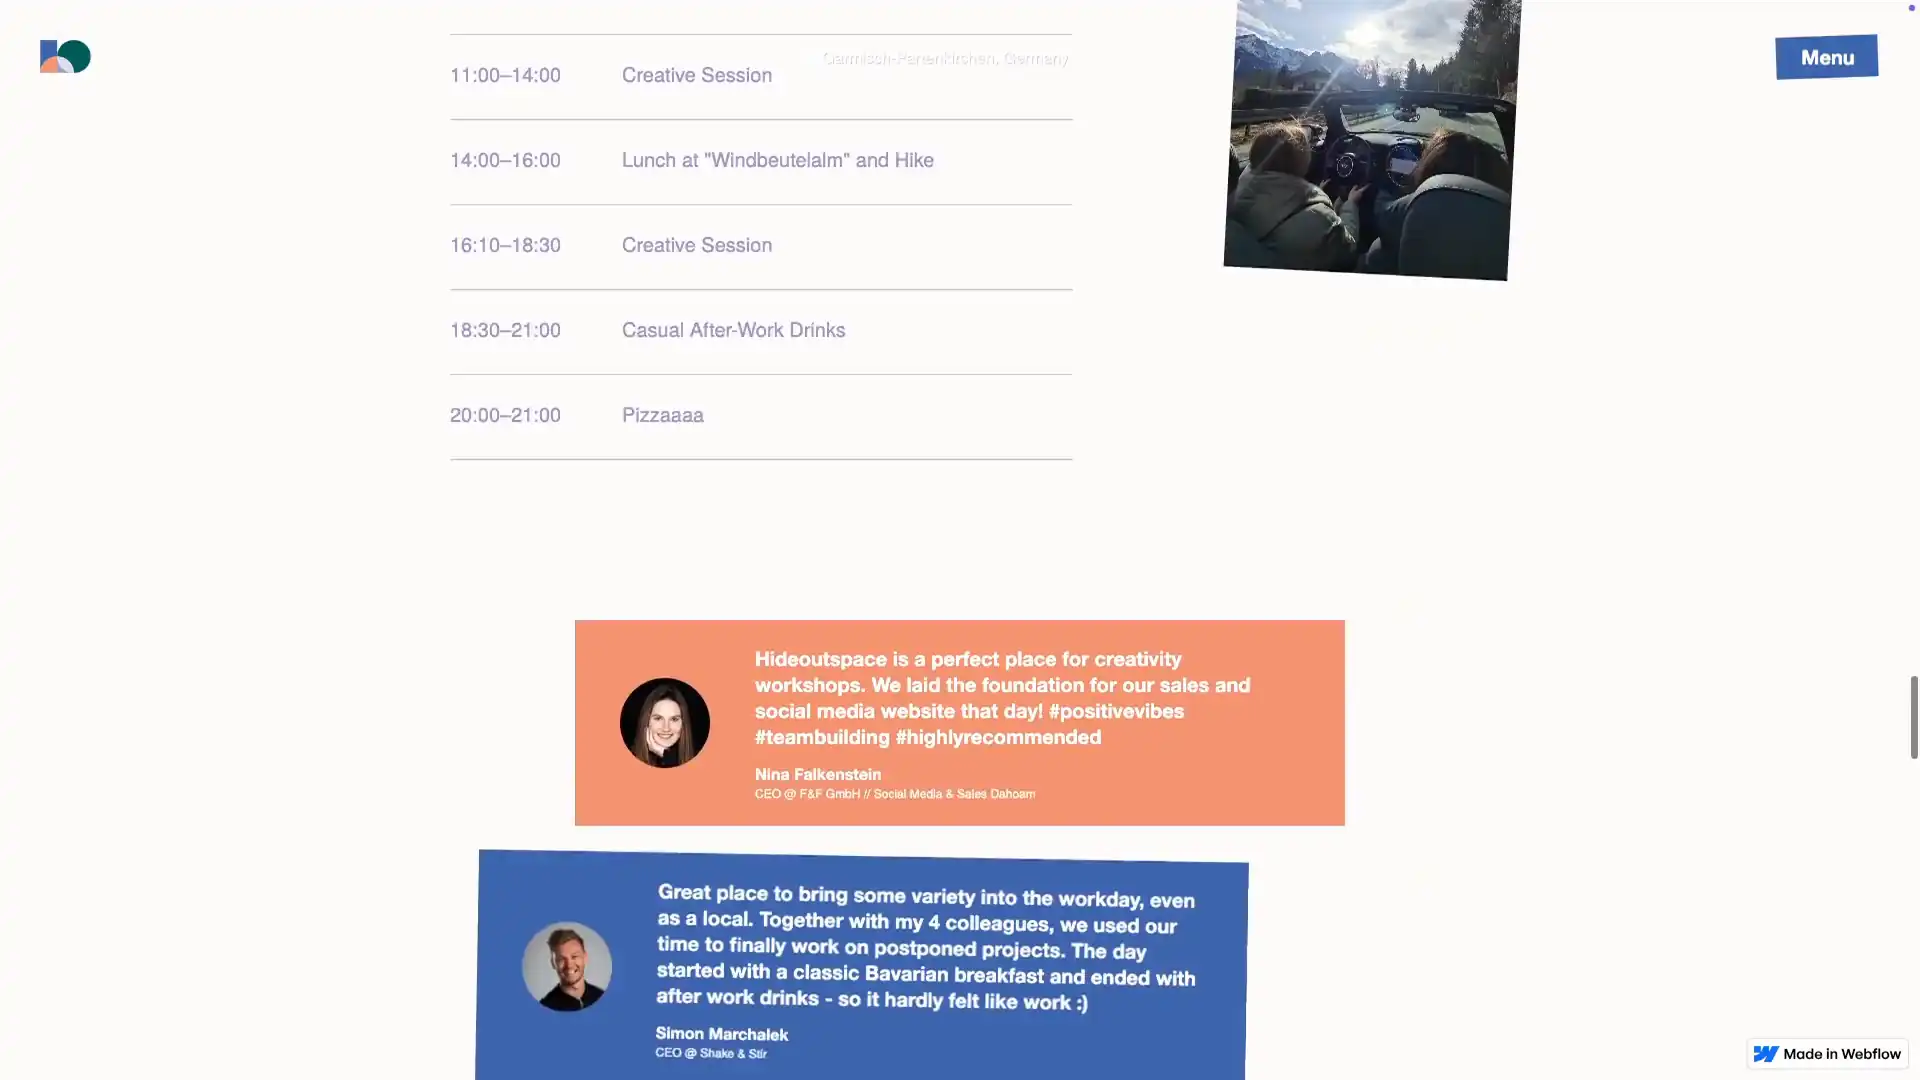 Menu
Garmisch-Partenkirchen, Germany
11:00–14:00 Creative Session
14:00–16:00 Lunch at "Windbeutelalm" and Hike
16:10–18:30 Creative Session
18:30–21:00 Casual After-Work Drinks
20:00–21:00 Pizzaaaa
Hideoutspace is a perfect place for creativity
workshops. We laid the foundation for our sales and
social media website that day! #positivevibes
#teambuilding #highlyrecommended
Nina Falkenstein
CEO @ F&F GmbH // Social Media & Sales Dahoam
Great place to bring some variety into the workday, even
as a local. Together with my 4 colleagues, we used our
time to finally work on postponed projects. The day
started with a classic Bavarian breakfast and ended with
after work drinks - so it hardly felt like work :)
Simon Marchalek
CEO @ Shake & Stir
Made in Webflow